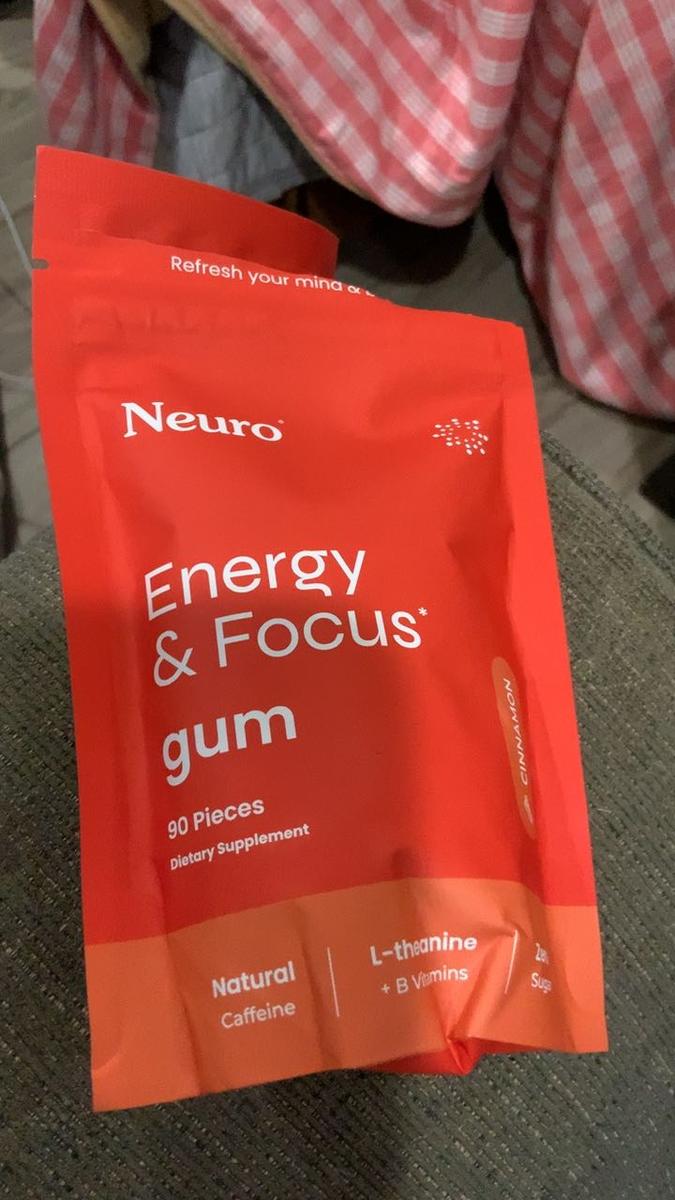 Refresh your mind &
Neuro®
Energy
& Focus*
gum
CINNAMON
90 Pieces
Dietary Supplement
Natural
Caffeine
L-theanine
+ B Vitamins